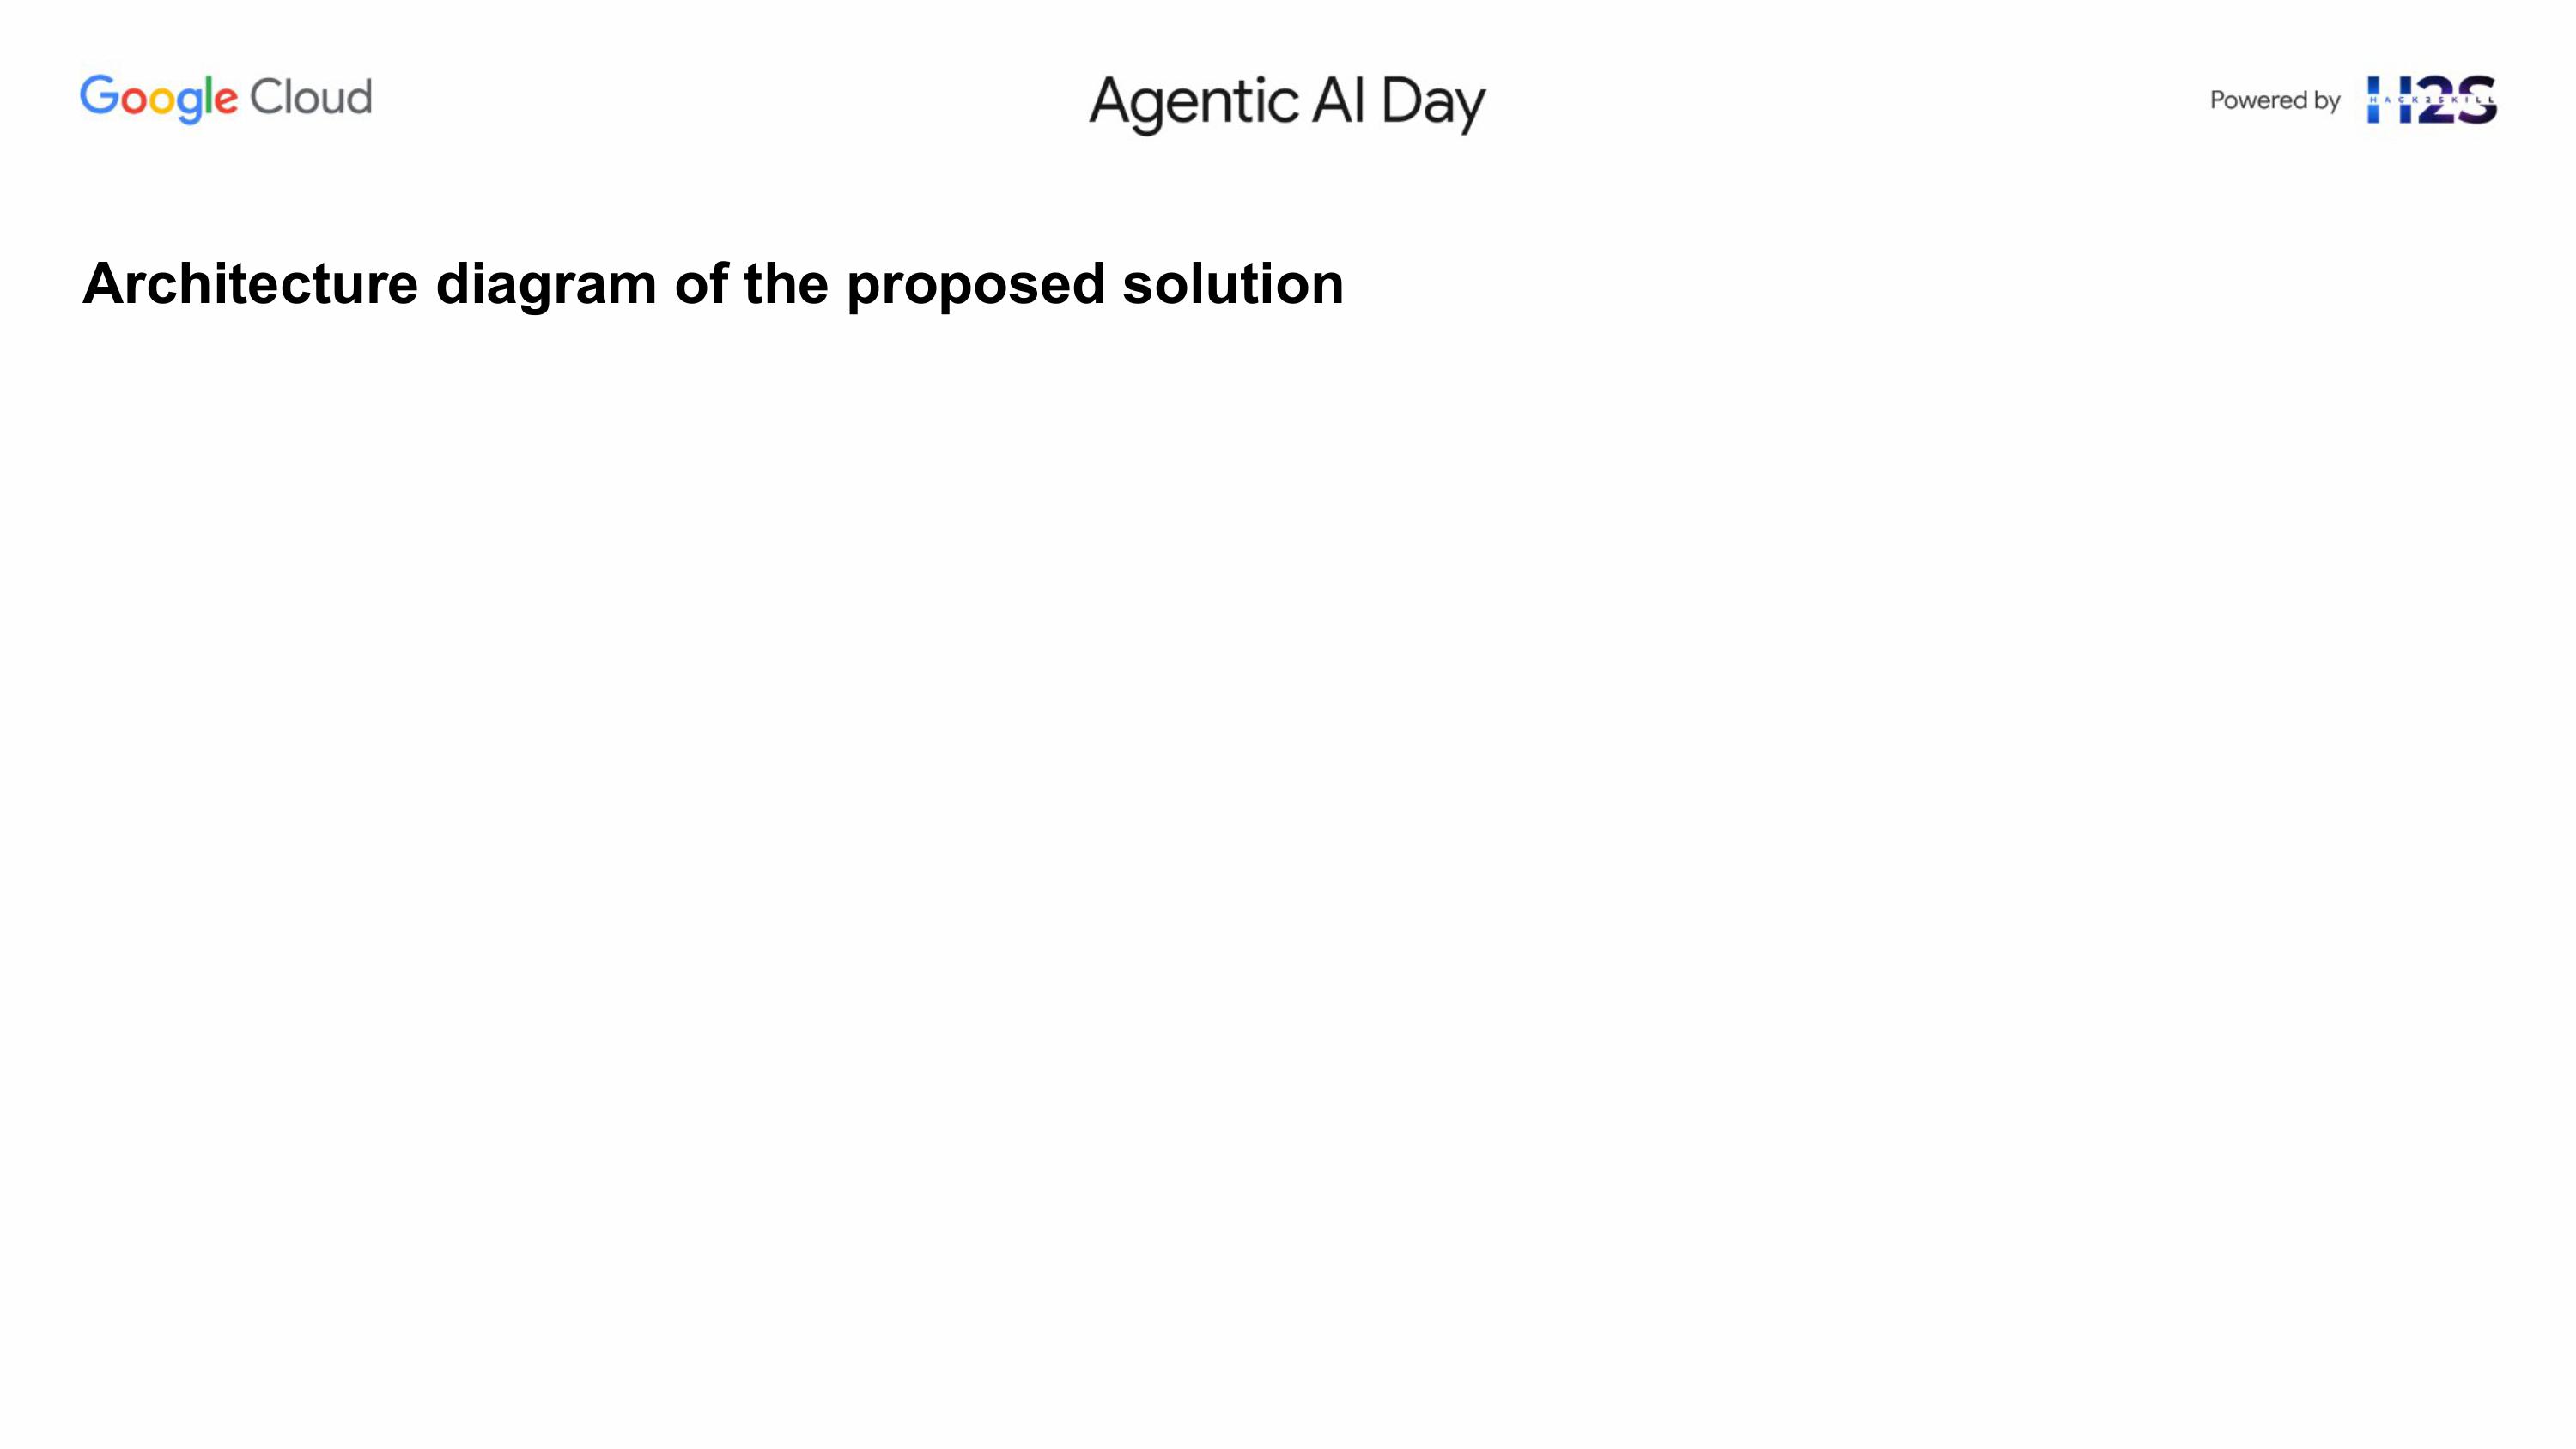 Google Cloud
Agentic AI Day
Powered by
H2S
HACK2SKILL
Architecture diagram of the proposed solution